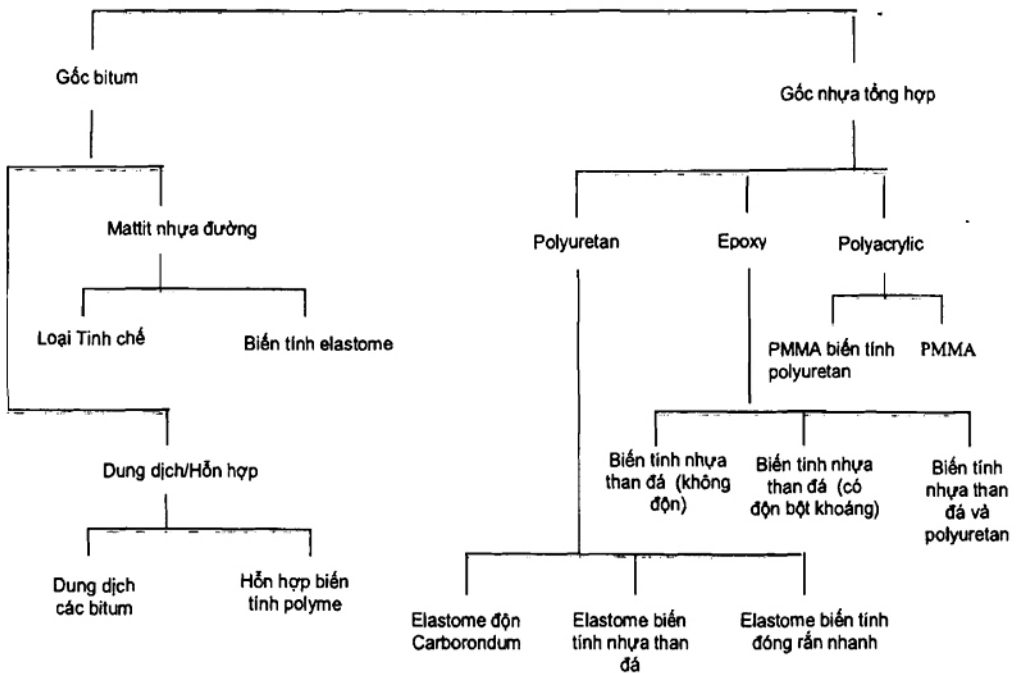 Gốc bitum
Gốc nhựa tổng hợp
Mattit nhựa đường
Polyuretan
Epoxy
Polyacrylic
Loại Tinh chế
Biến tính elastome
PMMA biến tính
polyuretan
PMMA
Dung dịch/Hỗn hợp
Biến tính nhựa
than đá (không
độn)
Biến tính nhựa
than đá (có
độn bột khoáng)
Biến tính
nhựa than
đá và
polyuretan
Dung dịch
các bitum
Hỗn hợp biến
tính polyme
Elastome độn
Carborondum
Elastome biến
tính nhựa than
đá
Elastome biến tính
đóng rắn nhanh